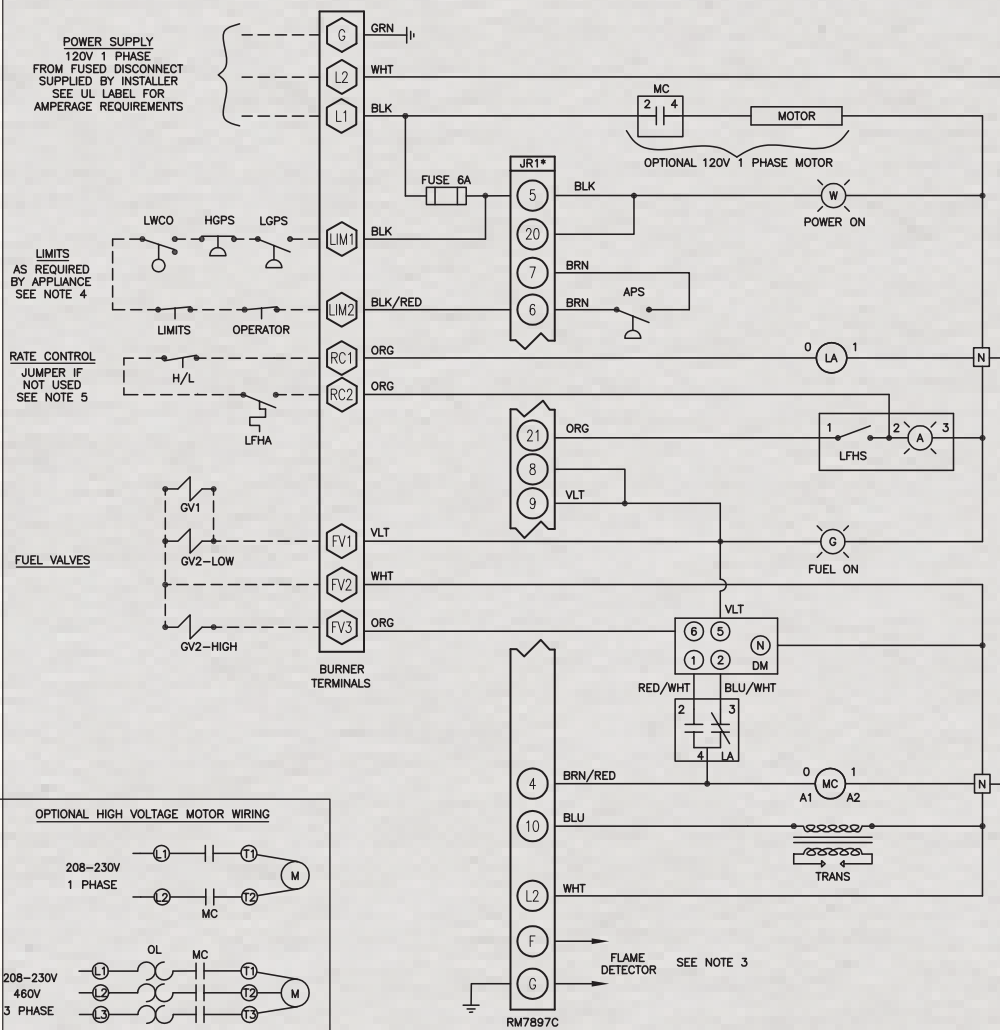 POWER SUPPLY
120V 1 PHASE
FROM FUSED DISCONNECT
SUPPLIED BY INSTALLER
SEE UL LABEL FOR
AMPERAGE REQUIREMENTS
G
GRN
L2
WHT
L1
BLK
MC
2 4
MOTOR
OPTIONAL 120V 1 PHASE MOTOR
JR1*
FUSE 6A
5
BLK
W
POWER ON
20
LWCO
HGPS
LGPS
LIM1
BLK
LIMITS
AS REQUIRED
BY APPLIANCE
SEE NOTE 4
7
BRN
LIMITS
OPERATOR
LIM2
BLK/RED
6
BRN
APS
RATE CONTROL
JUMPER IF
NOT USED
SEE NOTE 5
H/L
RC1
ORG
0
LA
1
N
LFHA
RC2
ORG
21
ORG
1
LFHS
2
A
3
8
9
VLT
FUEL VALVES
GV1
GV2-LOW
FV1
VLT
G
FUEL ON
FV2
WHT
GV2-HIGH
FV3
ORG
VLT
6
5
N
1
2
DM
BURNER
TERMINALS
RED/WHT
BLU/WHT
2
3
4
LA
4
BRN/RED
0
MC
1
A1
A2
N
10
BLU
TRANS
L2
WHT
F
FLAME
DETECTOR
SEE NOTE 3
G
RM7897C
OPTIONAL HIGH VOLTAGE MOTOR WIRING
208-230V
1 PHASE
L1
T1
M
L2
MC
T2
208-230V
460V
3 PHASE
OL
MC
L1
T1
L2
T2
M
L3
T3